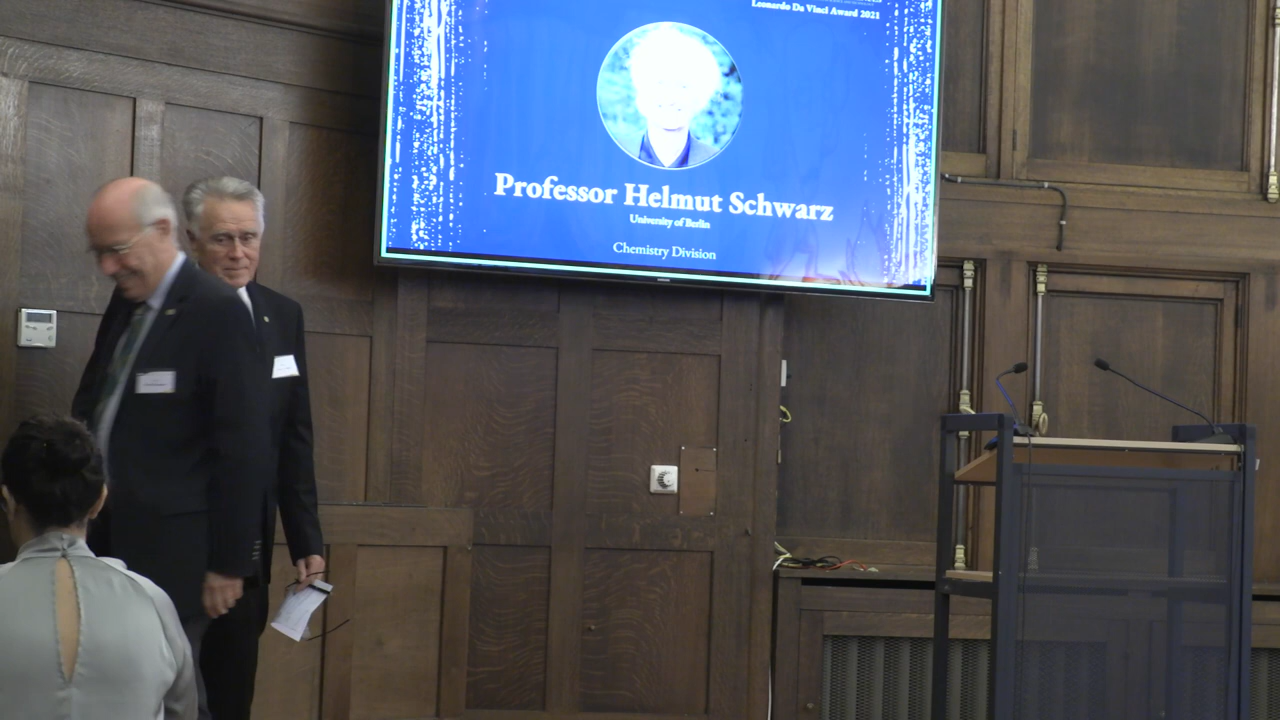 Leonardo Da Vinci Award 2021
Professor Helmut Schwarz
University of Berlin
Chemistry Division